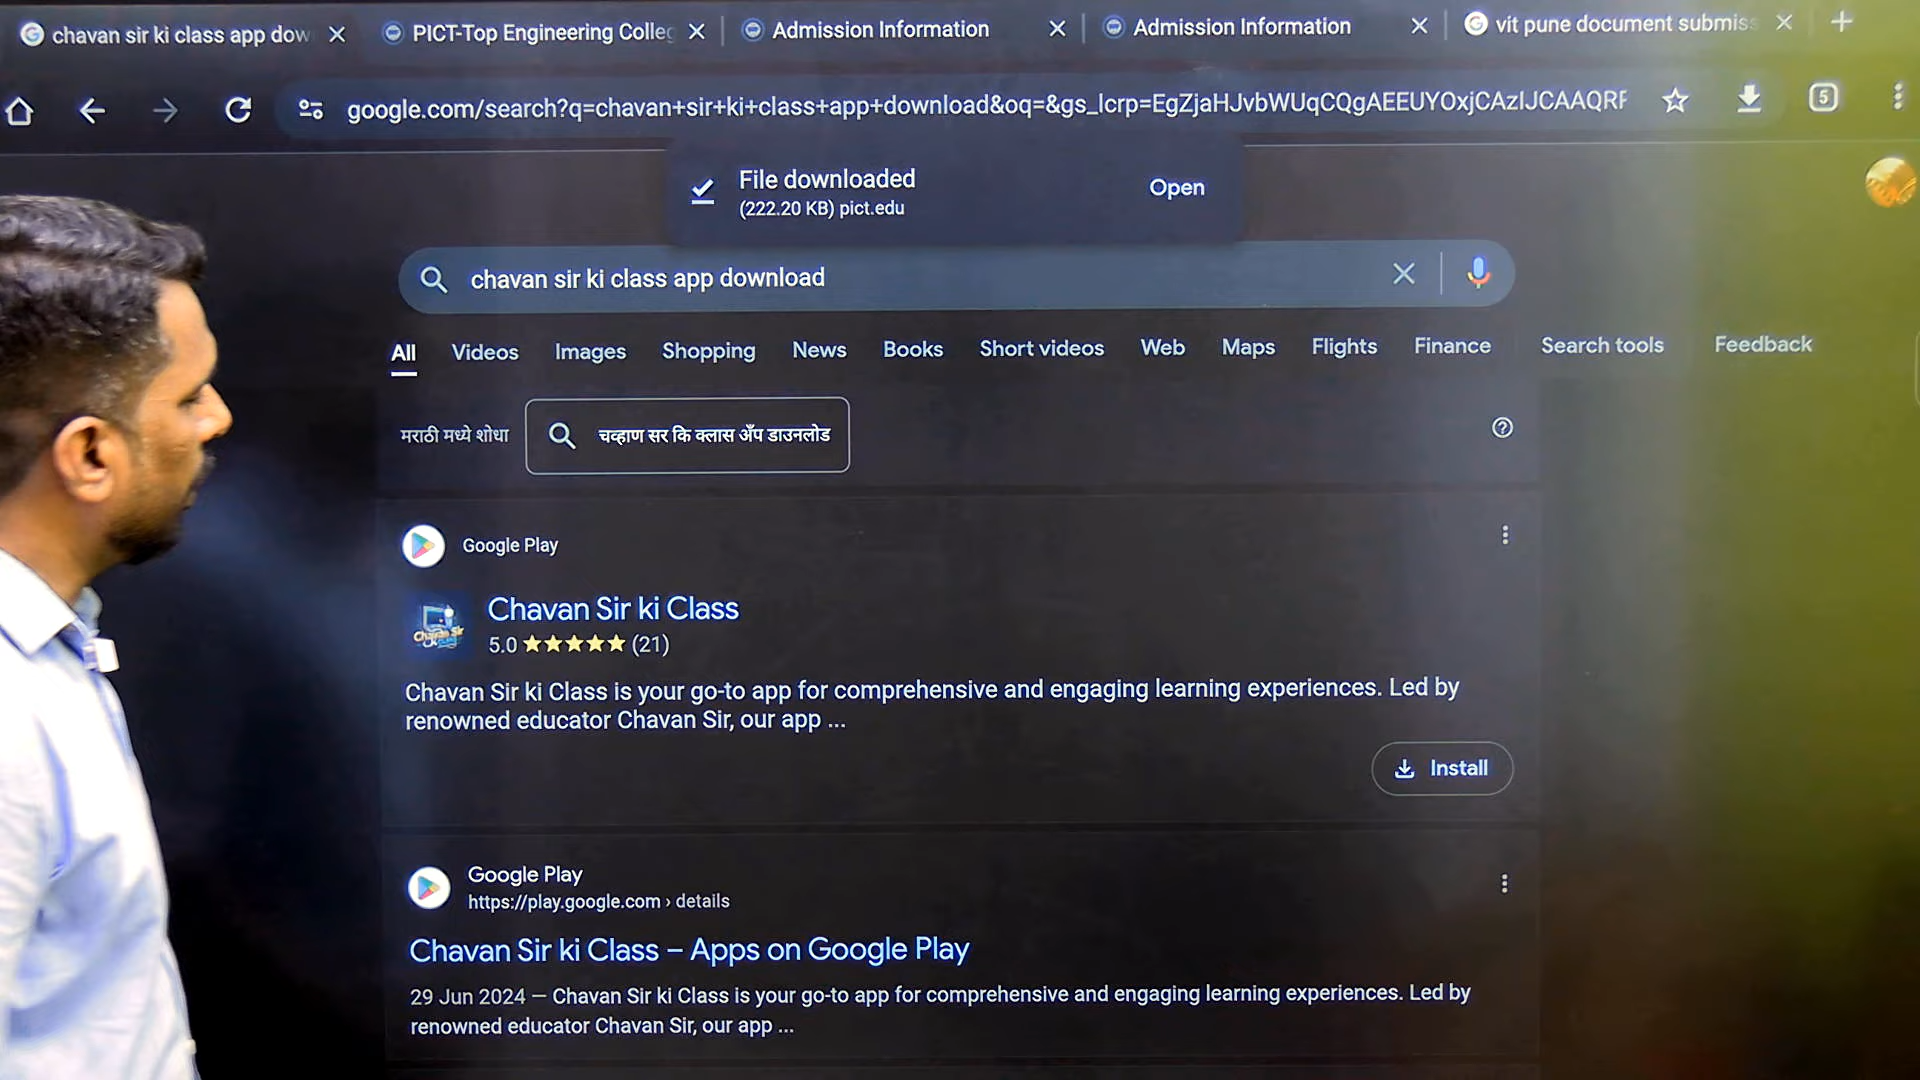 chavan sir ki class app dow
PICT-Top Engineering Colleg
Admission Information
Admission Information
vit pune document submiss
google.com/search?q=chavan+sir+ki+class+app+download&oq=&gs_lcrp=EgZjaHJvbWUqCQgAEEUYOxjCAzIJCAAQRF
5
File downloaded
(222.20 KB) pict.edu
Open
chavan sir ki class app download
All Videos Images Shopping News Books Short videos Web Maps Flights Finance Search tools Feedback
मराठी मध्ये शोधा
चव्हाण सर कि क्लास अँप डाउनलोड
Google Play
Chavan Sir ki Class
5.0 ★★★★★ (21)
Chavan Sir ki Class is your go-to app for comprehensive and engaging learning experiences. Led by
renowned educator Chavan Sir, our app ...
Install
Google Play
https://play.google.com › details
Chavan Sir ki Class – Apps on Google Play
29 Jun 2024 — Chavan Sir ki Class is your go-to app for comprehensive and engaging learning experiences. Led by
renowned educator Chavan Sir, our app ...